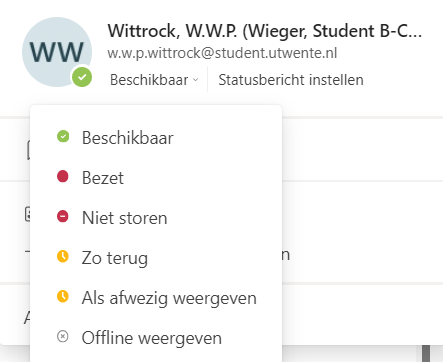 WW
Wittrock, W.W.P. (Wieger, Student B-C...
w.w.p.wittrock@student.utwente.nl
Beschikbaar
Statusbericht instellen
Beschikbaar
Bezet
Niet storen
Zo terug
Als afwezig weergeven
Offline weergeven